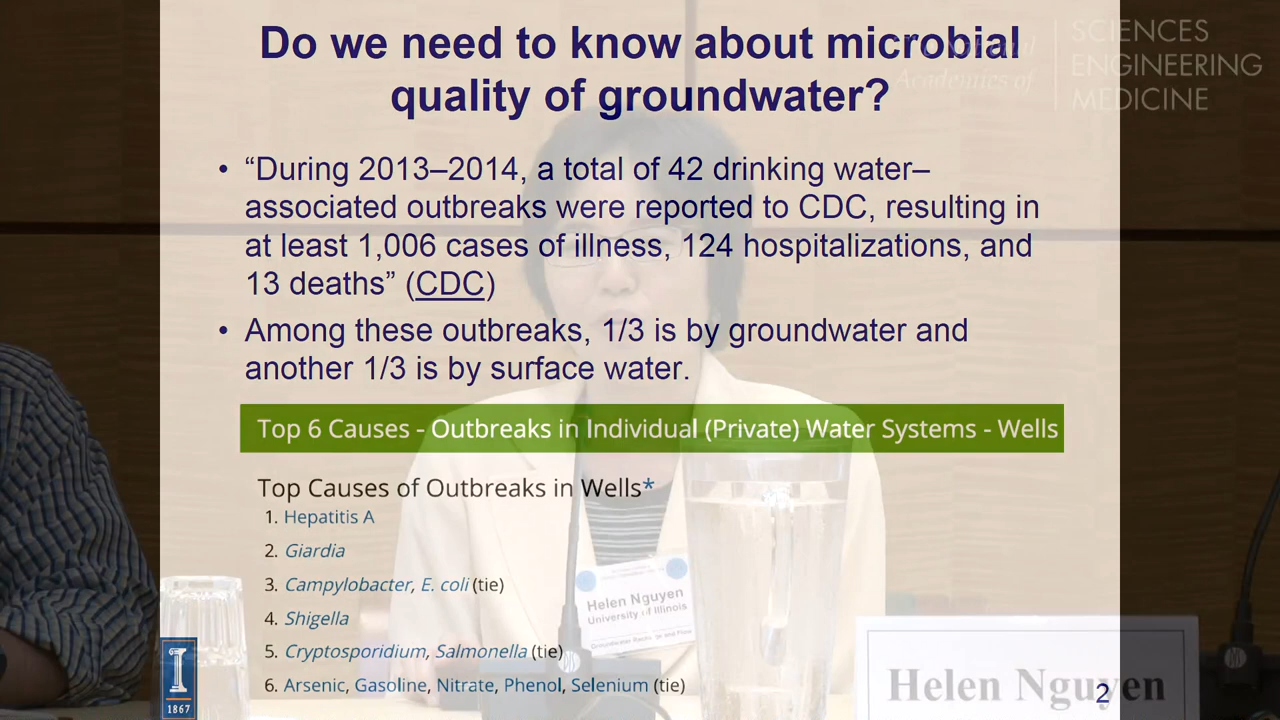 Do we need to know about microbial
quality of groundwater?
The National
Academies of
SCIENCES
ENGINEERING
MEDICINE
• “During 2013–2014, a total of 42 drinking water–
associated outbreaks were reported to CDC, resulting in
at least 1,006 cases of illness, 124 hospitalizations, and
13 deaths” (CDC)
• Among these outbreaks, 1/3 is by groundwater and
another 1/3 is by surface water.
Top 6 Causes - Outbreaks in Individual (Private) Water Systems - Wells
Top Causes of Outbreaks in Wells*
1. Hepatitis A
2. Giardia
3. Campylobacter, E. coli (tie)
4. Shigella
5. Cryptosporidium, Salmonella (tie)
6. Arsenic, Gasoline, Nitrate, Phenol, Selenium (tie)
Helen Nguyen
University of Illinois
I
1867
Helen Nguyen
2